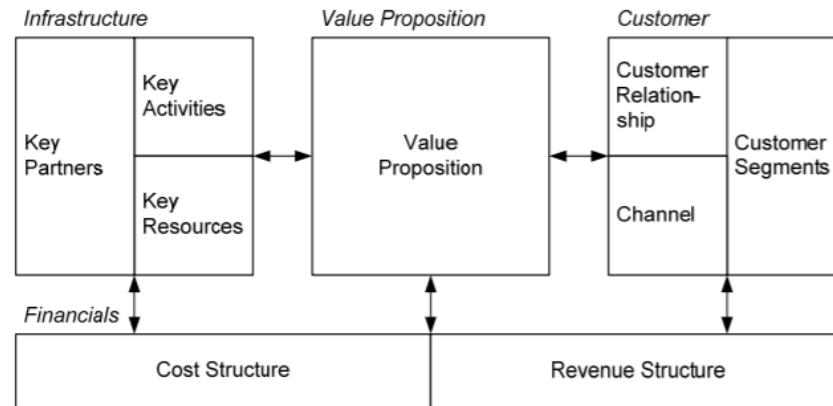 Infrastructure
Value Proposition
Customer
Key
Partners
Key
Activities
Key
Resources
Value
Proposition
Customer
Relation-
ship
Channel
Customer
Segments
Financials
Cost Structure
Revenue Structure